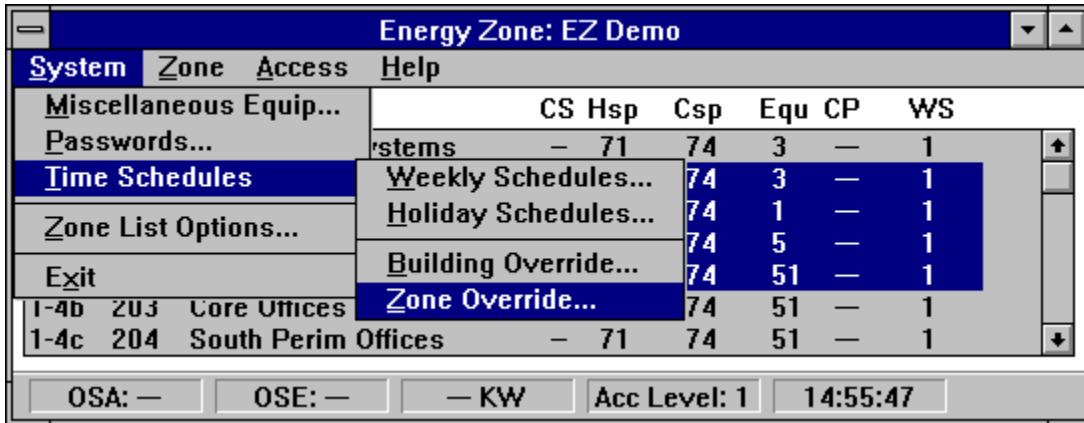 Energy Zone: EZ Demo
System Zone Access Help
Miscellaneous Equip...
Passwords...
Time Schedules
Zone List Options...
Exit
Weekly Schedules...
Holiday Schedules...
Building Override...
Zone Override...
CS Hsp Csp Equ CP WS
ystems – 71 74 3 — 1
74 3 — 1
74 1 — 1
74 5 — 1
74 51 — 1
1-4b 203 Core Offices 74 51 — 1
1-4c 204 South Perim Offices – 71 74 51 — 1
OSA: — OSE: — — KW Acc Level: 1 14:55:47